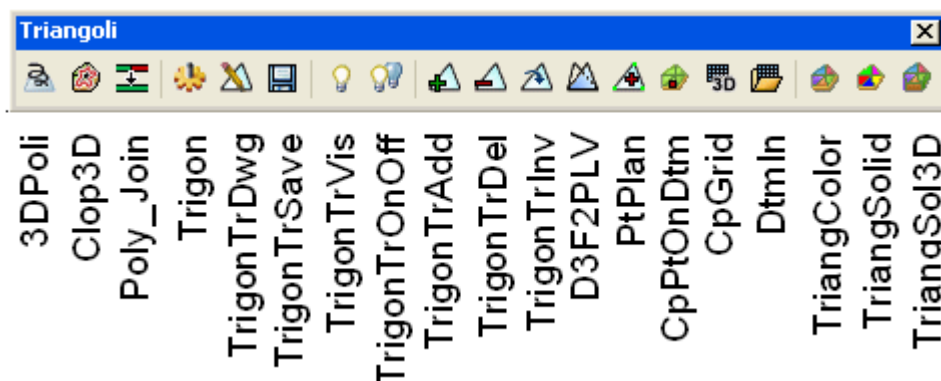 Triangoli
3D
3DPoli
Clop3D
Poly_Join
Trigon
TrigonTrDwg
TrigonTrSave
TrigonTrVis
TrigonTrOnOff
TrigonTrAdd
TrigonTrDel
TrigonTrInv
D3F2PLV
PtPlan
CpPtOnDtm
CpGrid
DtmIn
TriangColor
TriangSolid
TriangSol3D